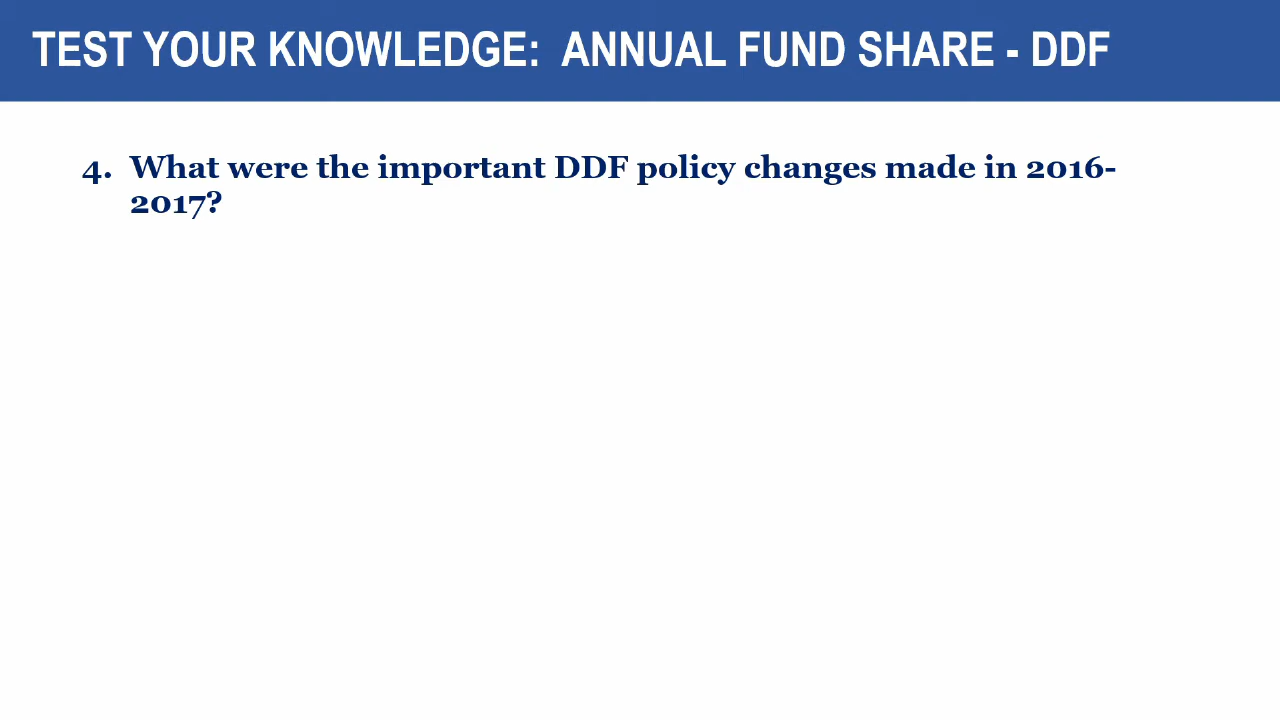 TEST YOUR KNOWLEDGE:  ANNUAL FUND SHARE - DDF
4. What were the important DDF policy changes made in 2016-
2017?